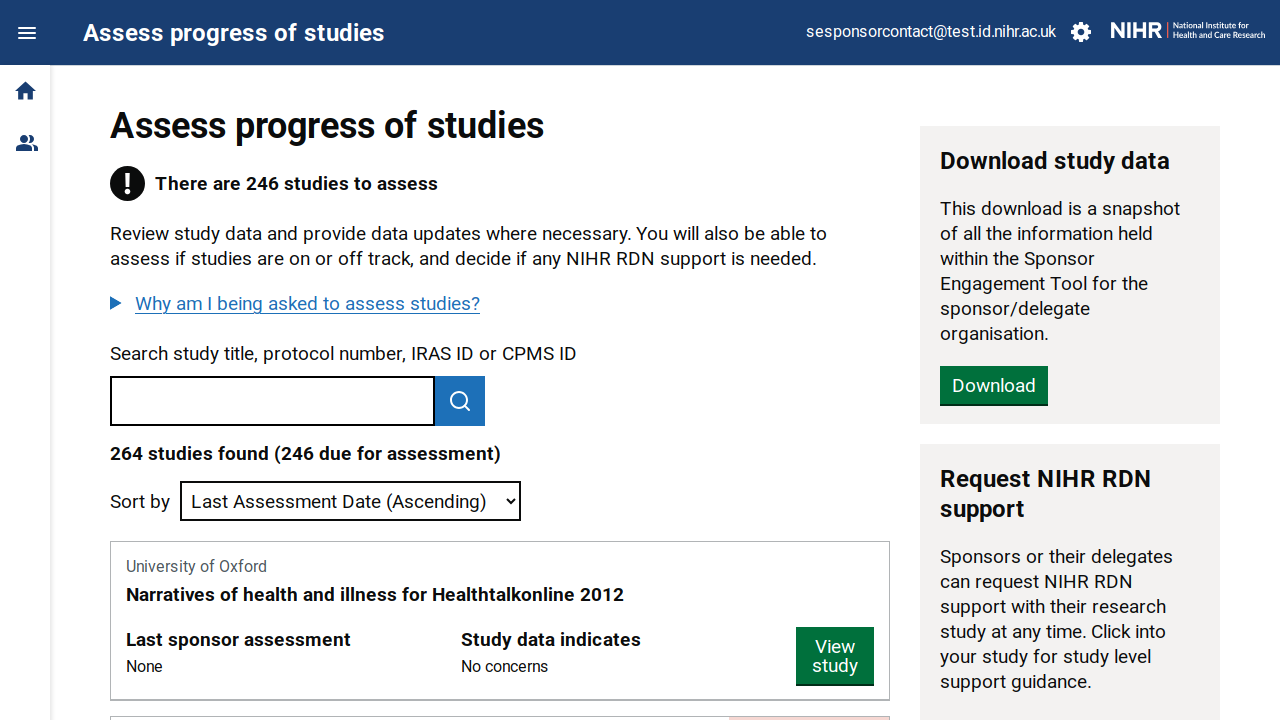 Assess progress of studies
sesponsorcontact@test.id.nihr.ac.uk
NIHR
National Institute for
Health and Care Research
Assess progress of studies
There are 246 studies to assess
Review study data and provide data updates where necessary. You will also be able to
assess if studies are on or off track, and decide if any NIHR RDN support is needed.
Why am I being asked to assess studies?
Search study title, protocol number, IRAS ID or CPMS ID
264 studies found (246 due for assessment)
Sort by
Last Assessment Date (Ascending)
University of Oxford
Narratives of health and illness for Healthtalkonline 2012
Last sponsor assessment
None
Study data indicates
No concerns
View
study
Download study data
This download is a snapshot
of all the information held
within the Sponsor
Engagement Tool for the
sponsor/delegate
organisation.
Download
Request NIHR RDN
support
Sponsors or their delegates
can request NIHR RDN
support with their research
study at any time. Click into
your study for study level
support guidance.